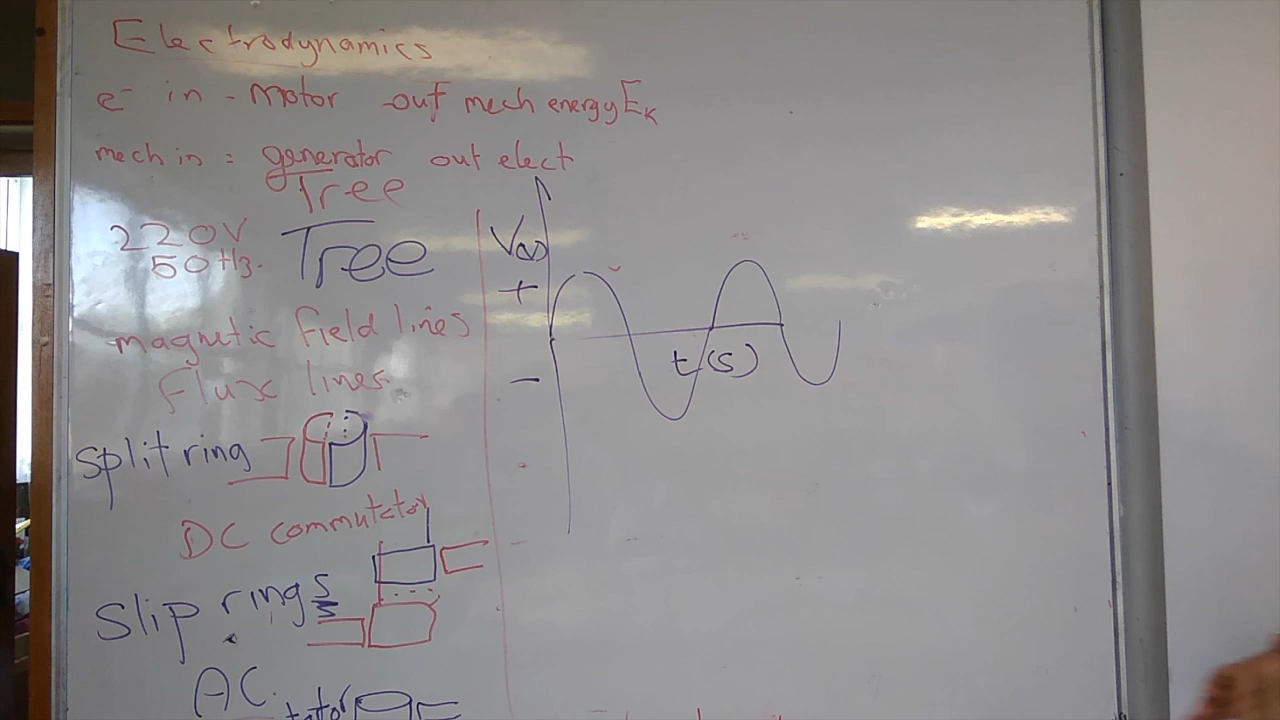 Electrodynamics
e⁻ in - motor out mech energy Eₖ
mech in : generator out elect
Tree
220V
50Hz.
Tree
magnetic field lines
flux lines
split ring
DC commutator
Slip rings
AC
V(v)
+
t(s)
−